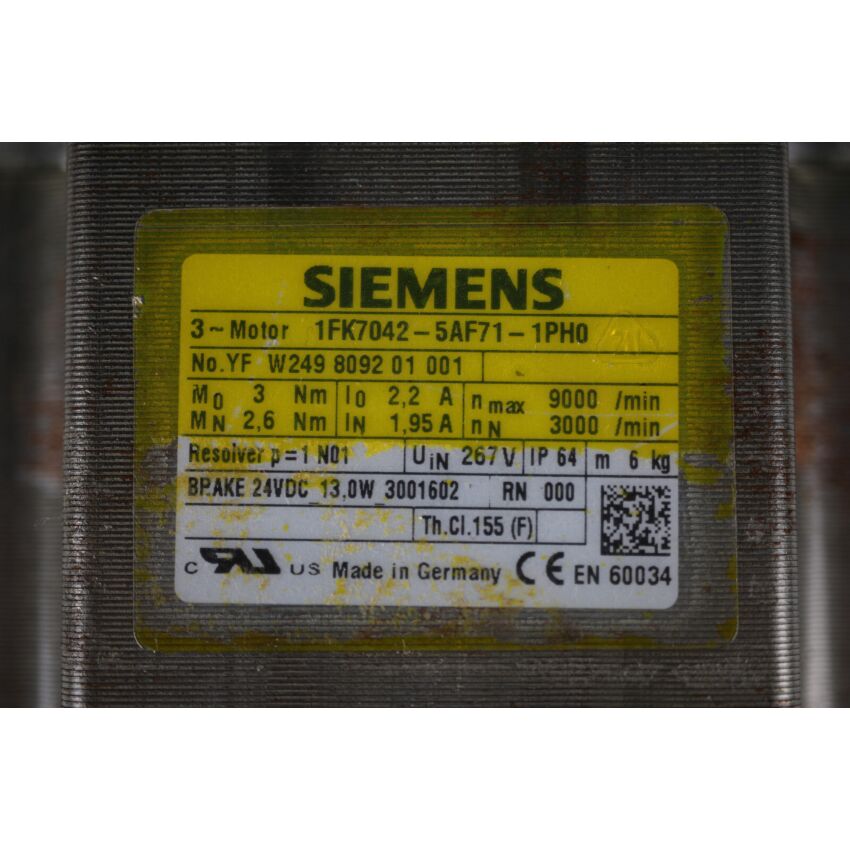 SIEMENS
3~Motor 1FK7042-5AF71-1PH0
No.YF W249 8092 01 001
M0 3 Nm I0 2,2 A nmax 9000 /min
MN 2,6 Nm IN 1,95 A nN 3000 /min
Resolver p=1 N01 UIN 267V IP 64 m 6 kg
BRAKE 24VDC 13,0W 3001602 RN 000
Th.Cl.155 (F)
C RU US Made in Germany CE EN 60034